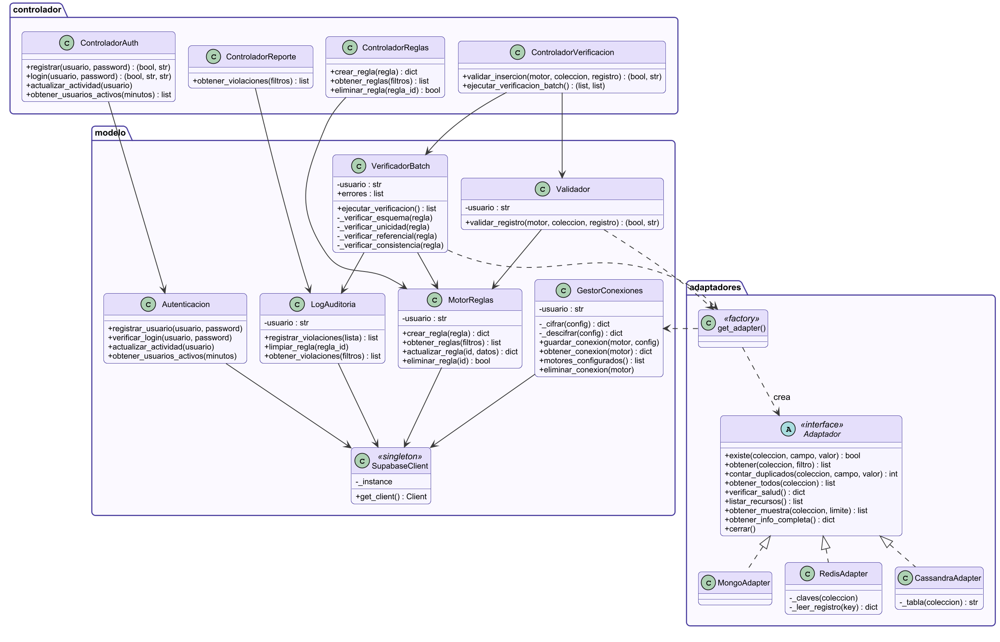 controlador
C ControladorAuth
+registrar(usuario, password) : (bool, str)
+login(usuario, password) : (bool, str, str)
+actualizar_actividad(usuario)
+obtener_usuarios_activos(minutos) : list
C ControladorReporte
+obtener_violaciones(filtros) : list
C ControladorReglas
+crear_regla(regla) : dict
+obtener_reglas(filtros) : list
+eliminar_regla(regla_id) : bool
C ControladorVerificacion
+validar_insercion(motor, coleccion, registro) : (bool, str)
+ejecutar_verificacion_batch() : (list, list)
modelo
C VerificadorBatch
-usuario : str
+errores : list
+ejecutar_verificacion() : list
-_verificar_esquema(regla)
-_verificar_unicidad(regla)
-_verificar_referencial(regla)
-_verificar_consistencia(regla)
C Validador
-usuario : str
+validar_registro(motor, coleccion, registro) : (bool, str)
C Autenticacion
+registrar_usuario(usuario, password)
+verificar_login(usuario, password)
+actualizar_actividad(usuario)
+obtener_usuarios_activos(minutos)
C LogAuditoria
-usuario : str
+registrar_violaciones(lista) : list
+limpiar_regla(regla_id)
+obtener_violaciones(filtros) : list
C MotorReglas
-usuario : str
+crear_regla(regla) : dict
+obtener_reglas(filtros) : list
+actualizar_regla(id, datos) : dict
+eliminar_regla(id) : bool
C GestorConexiones
-usuario : str
-_cifrar(config) : dict
-_descifrar(config) : dict
+guardar_conexion(motor, config)
+obtener_conexion(motor) : dict
+motores_configurados() : list
+eliminar_conexion(motor)
«singleton»
C SupabaseClient
-_instance
+get_client() : Client
adaptadores
«factory»
C get_adapter()
crea
«interface»
A Adaptador
+existe(coleccion, campo, valor) : bool
+obtener(coleccion, filtro) : list
+contar_duplicados(coleccion, campo, valor) : int
+obtener_todos(coleccion) : list
+verificar_salud() : dict
+listar_recursos() : list
+obtener_muestra(coleccion, limite) : list
+obtener_info_completa() : dict
+cerrar()
C MongoAdapter
C RedisAdapter
-_claves(coleccion)
-_leer_registro(key) : dict
C CassandraAdapter
-_tabla(coleccion) : str